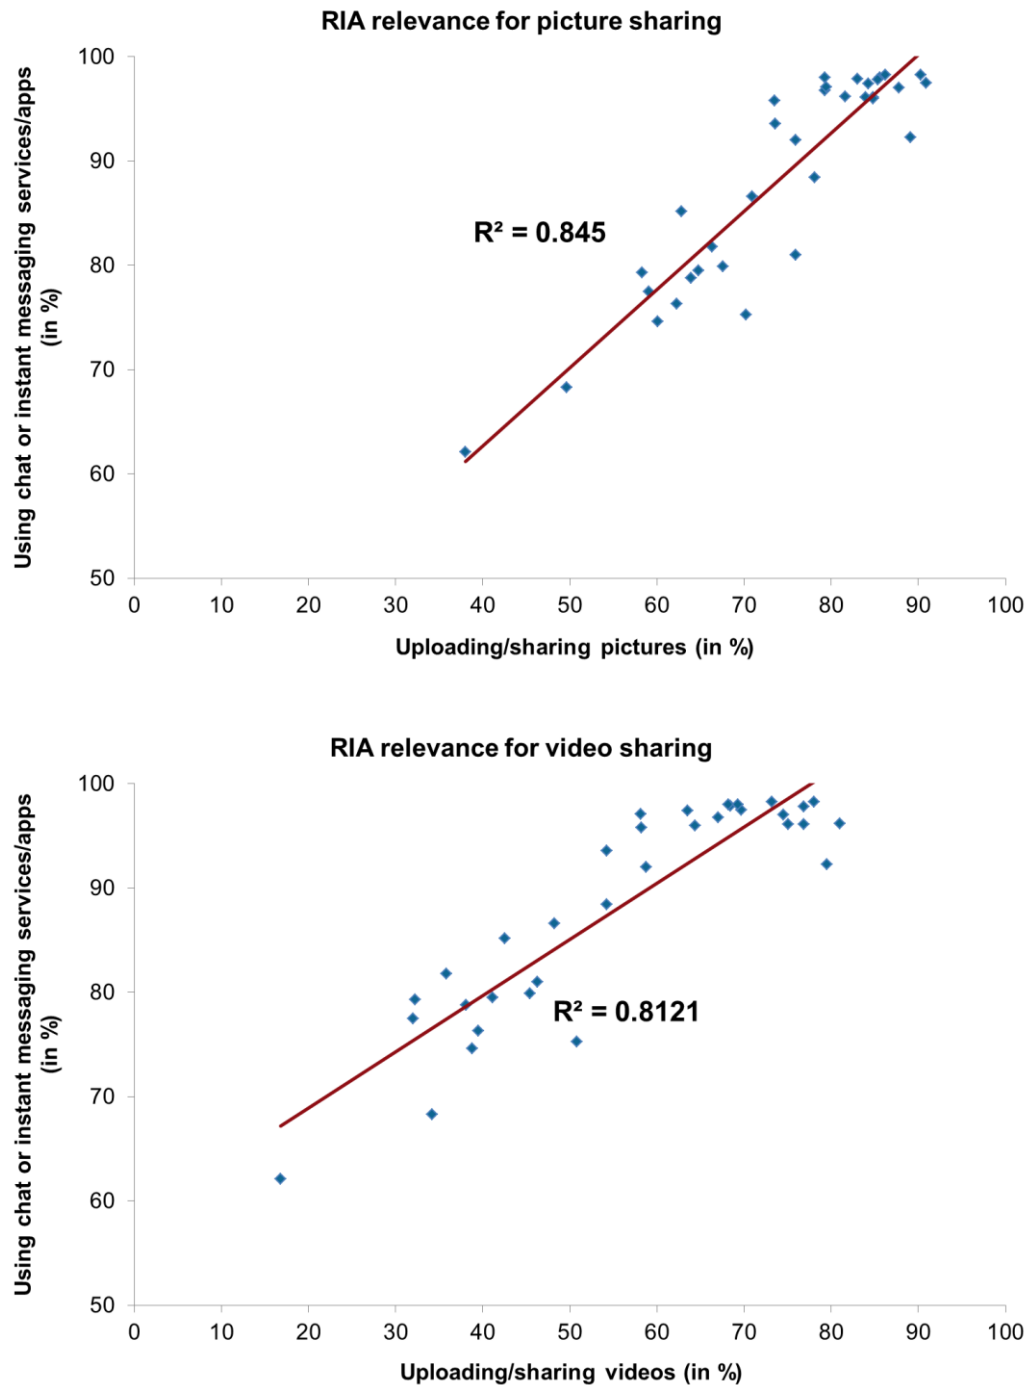 RIA relevance for picture sharing
Using chat or instant messaging services/apps
(in %)
100
90
80
70
60
50
R² = 0.845
0 10 20 30 40 50 60 70 80 90 100
Uploading/sharing pictures (in %)
RIA relevance for video sharing
Using chat or instant messaging services/apps
(in %)
100
90
80
70
60
50
R² = 0.8121
0 10 20 30 40 50 60 70 80 90 100
Uploading/sharing videos (in %)